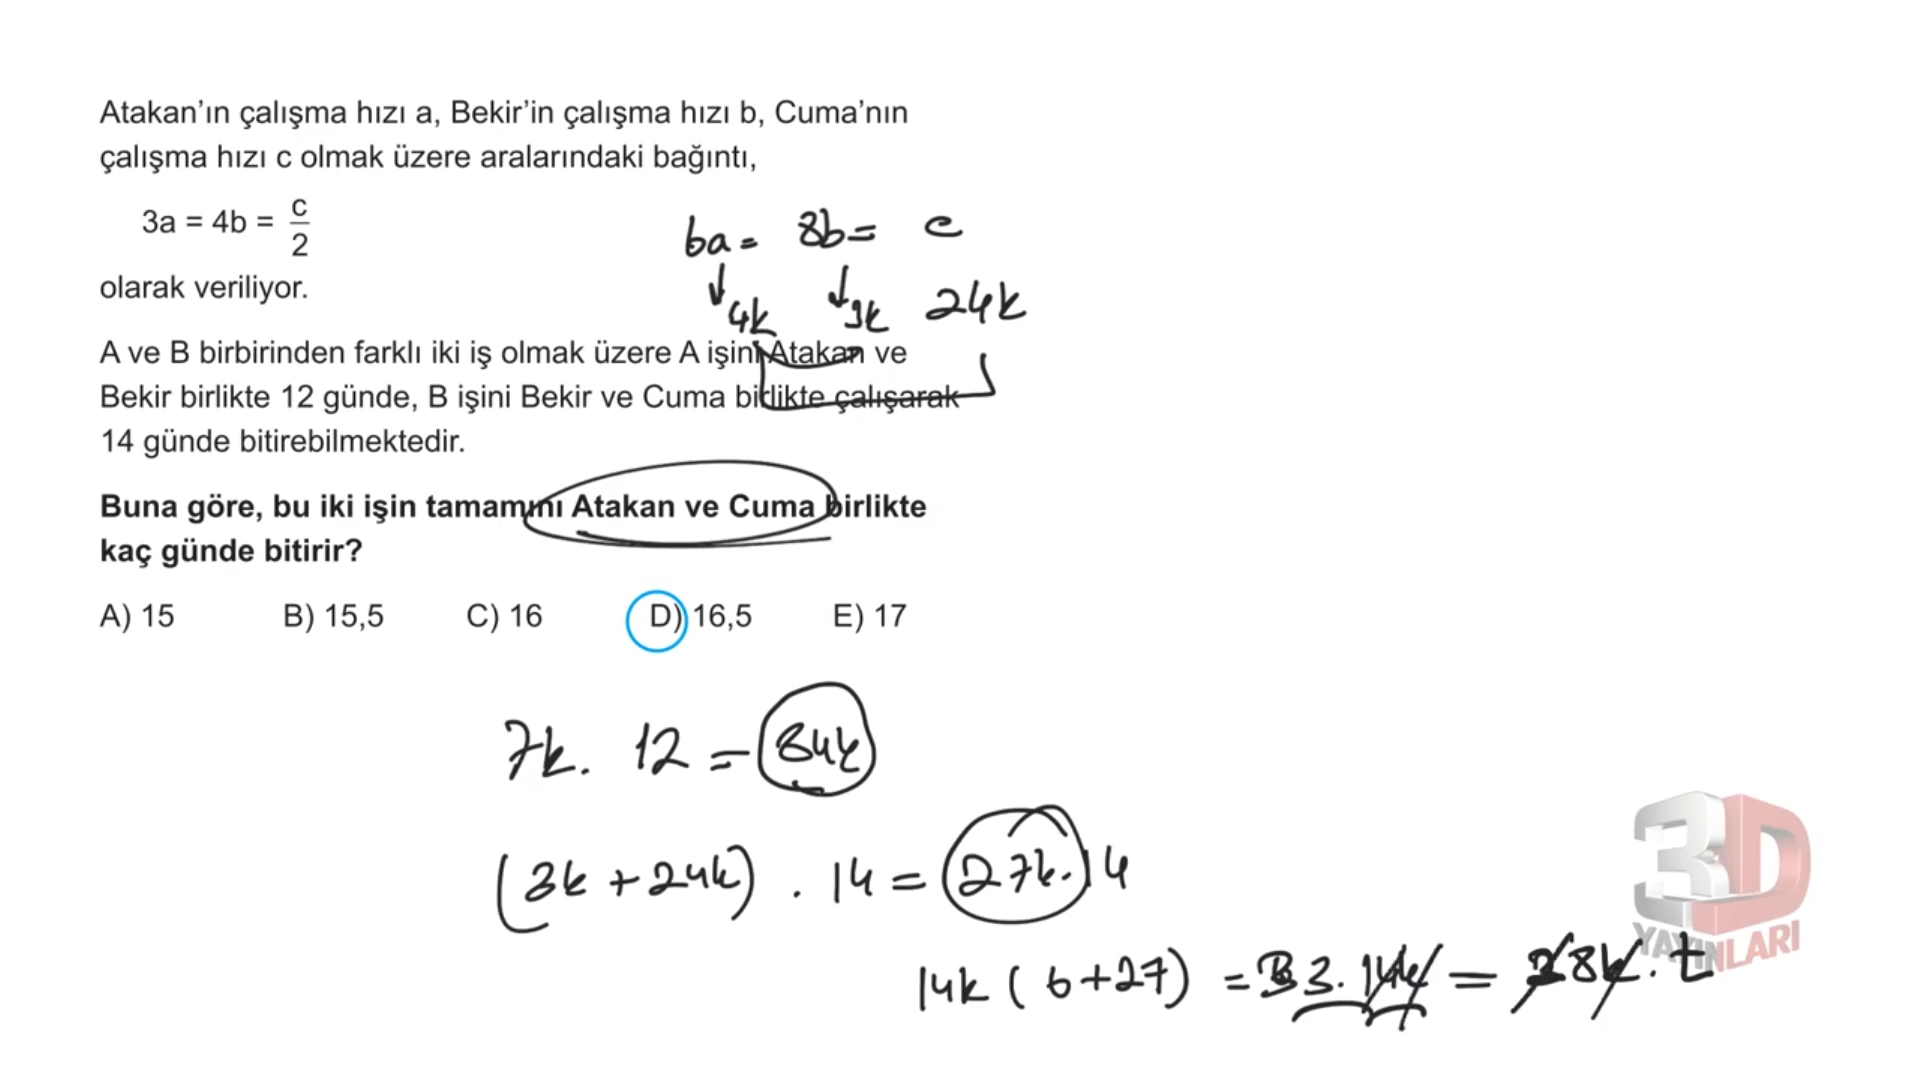 Atakan’ın çalışma hızı a, Bekir’in çalışma hızı b, Cuma’nın
çalışma hızı c olmak üzere aralarındaki bağıntı,
3a = 4b = c/2
6a = 8b = c
4k 3k 24k
olarak veriliyor.
A ve B birbirinden farklı iki iş olmak üzere A işini Atakan ve
Bekir birlikte 12 günde, B işini Bekir ve Cuma birlikte çalışarak
14 günde bitirebilmektedir.
Buna göre, bu iki işin tamamını Atakan ve Cuma birlikte
kaç günde bitirir?
A) 15 B) 15,5 C) 16 D) 16,5 E) 17
7k. 12 = 84k
(3k + 24k) . 14 = 27k.14
14k (6+27) = 33.14k = 28k.t
3D
YAYINLARI